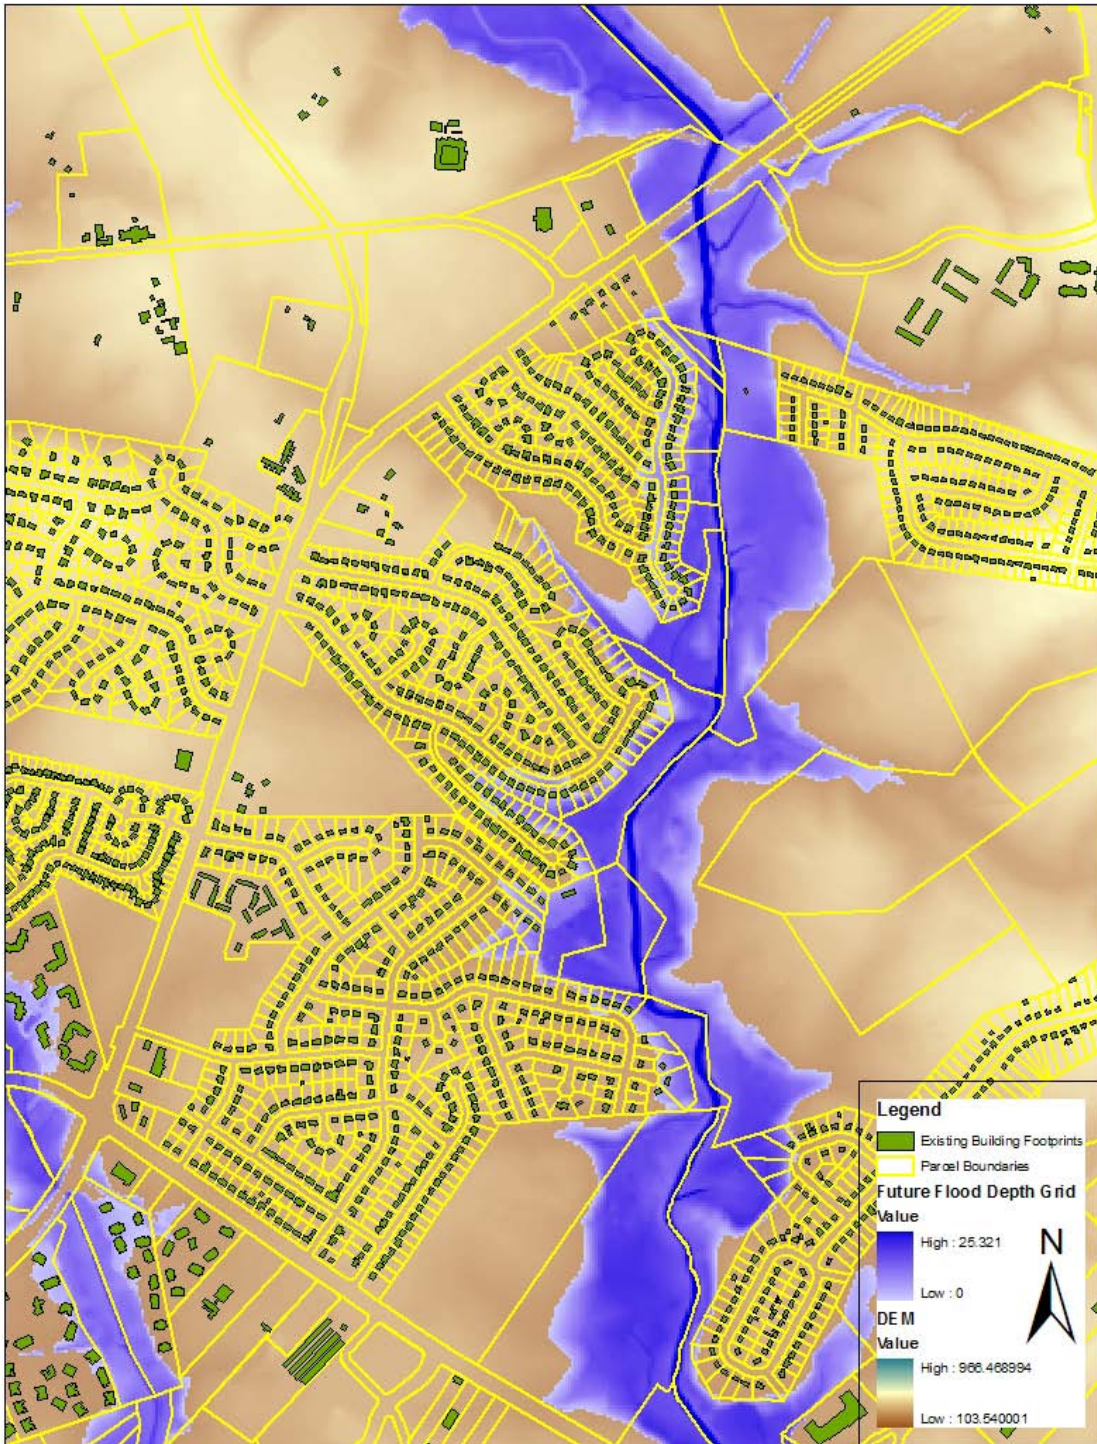 Legend
Existing Building Footprints
Parcel Boundaries
Future Flood Depth Grid
Value
High : 25.321
Low : 0
N
DEM
Value
High : 966.468994
Low : 103.540001